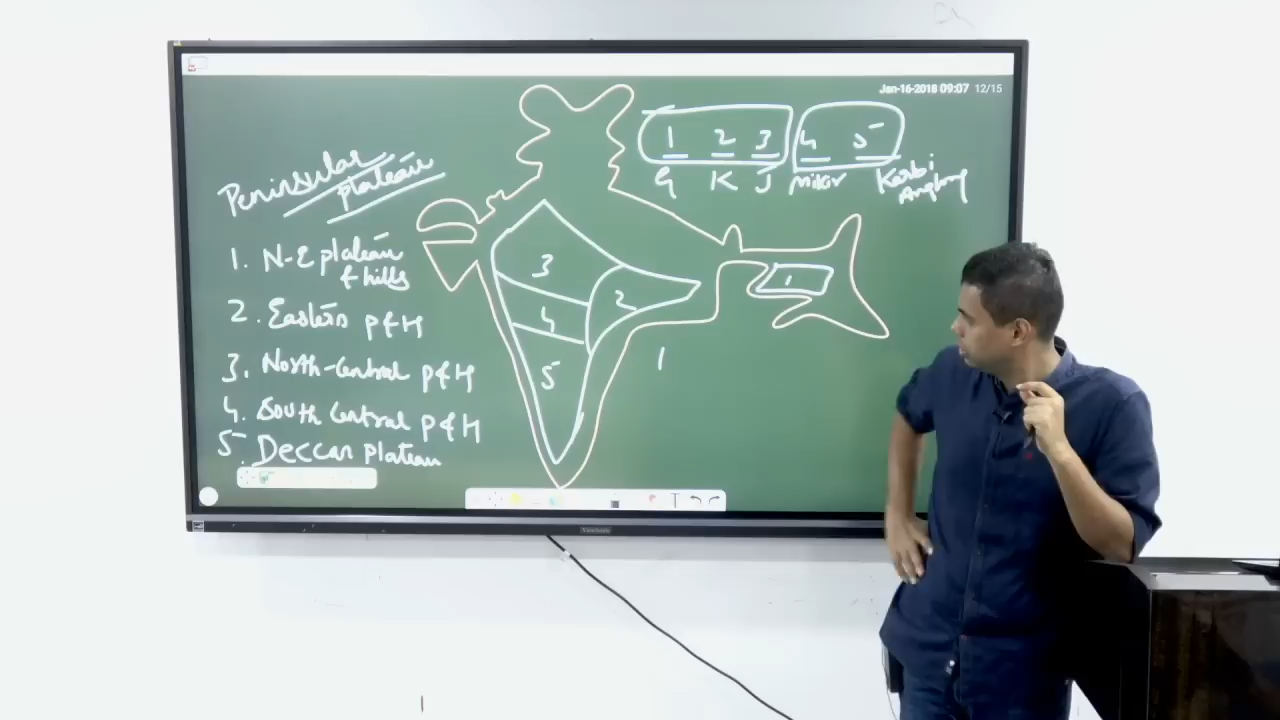 Jan-16-2018 09:07 12/15
Peninsular
plateau
1. N-E plateau
& hills
2. Eastern P & H
3. North-Central P & H
4. South Central P & H
5. Deccan plateau
1 2 3 4 5
G K J Mikir Karbi
Anglong
3
2
4
5
1
1
ViewSonic
T